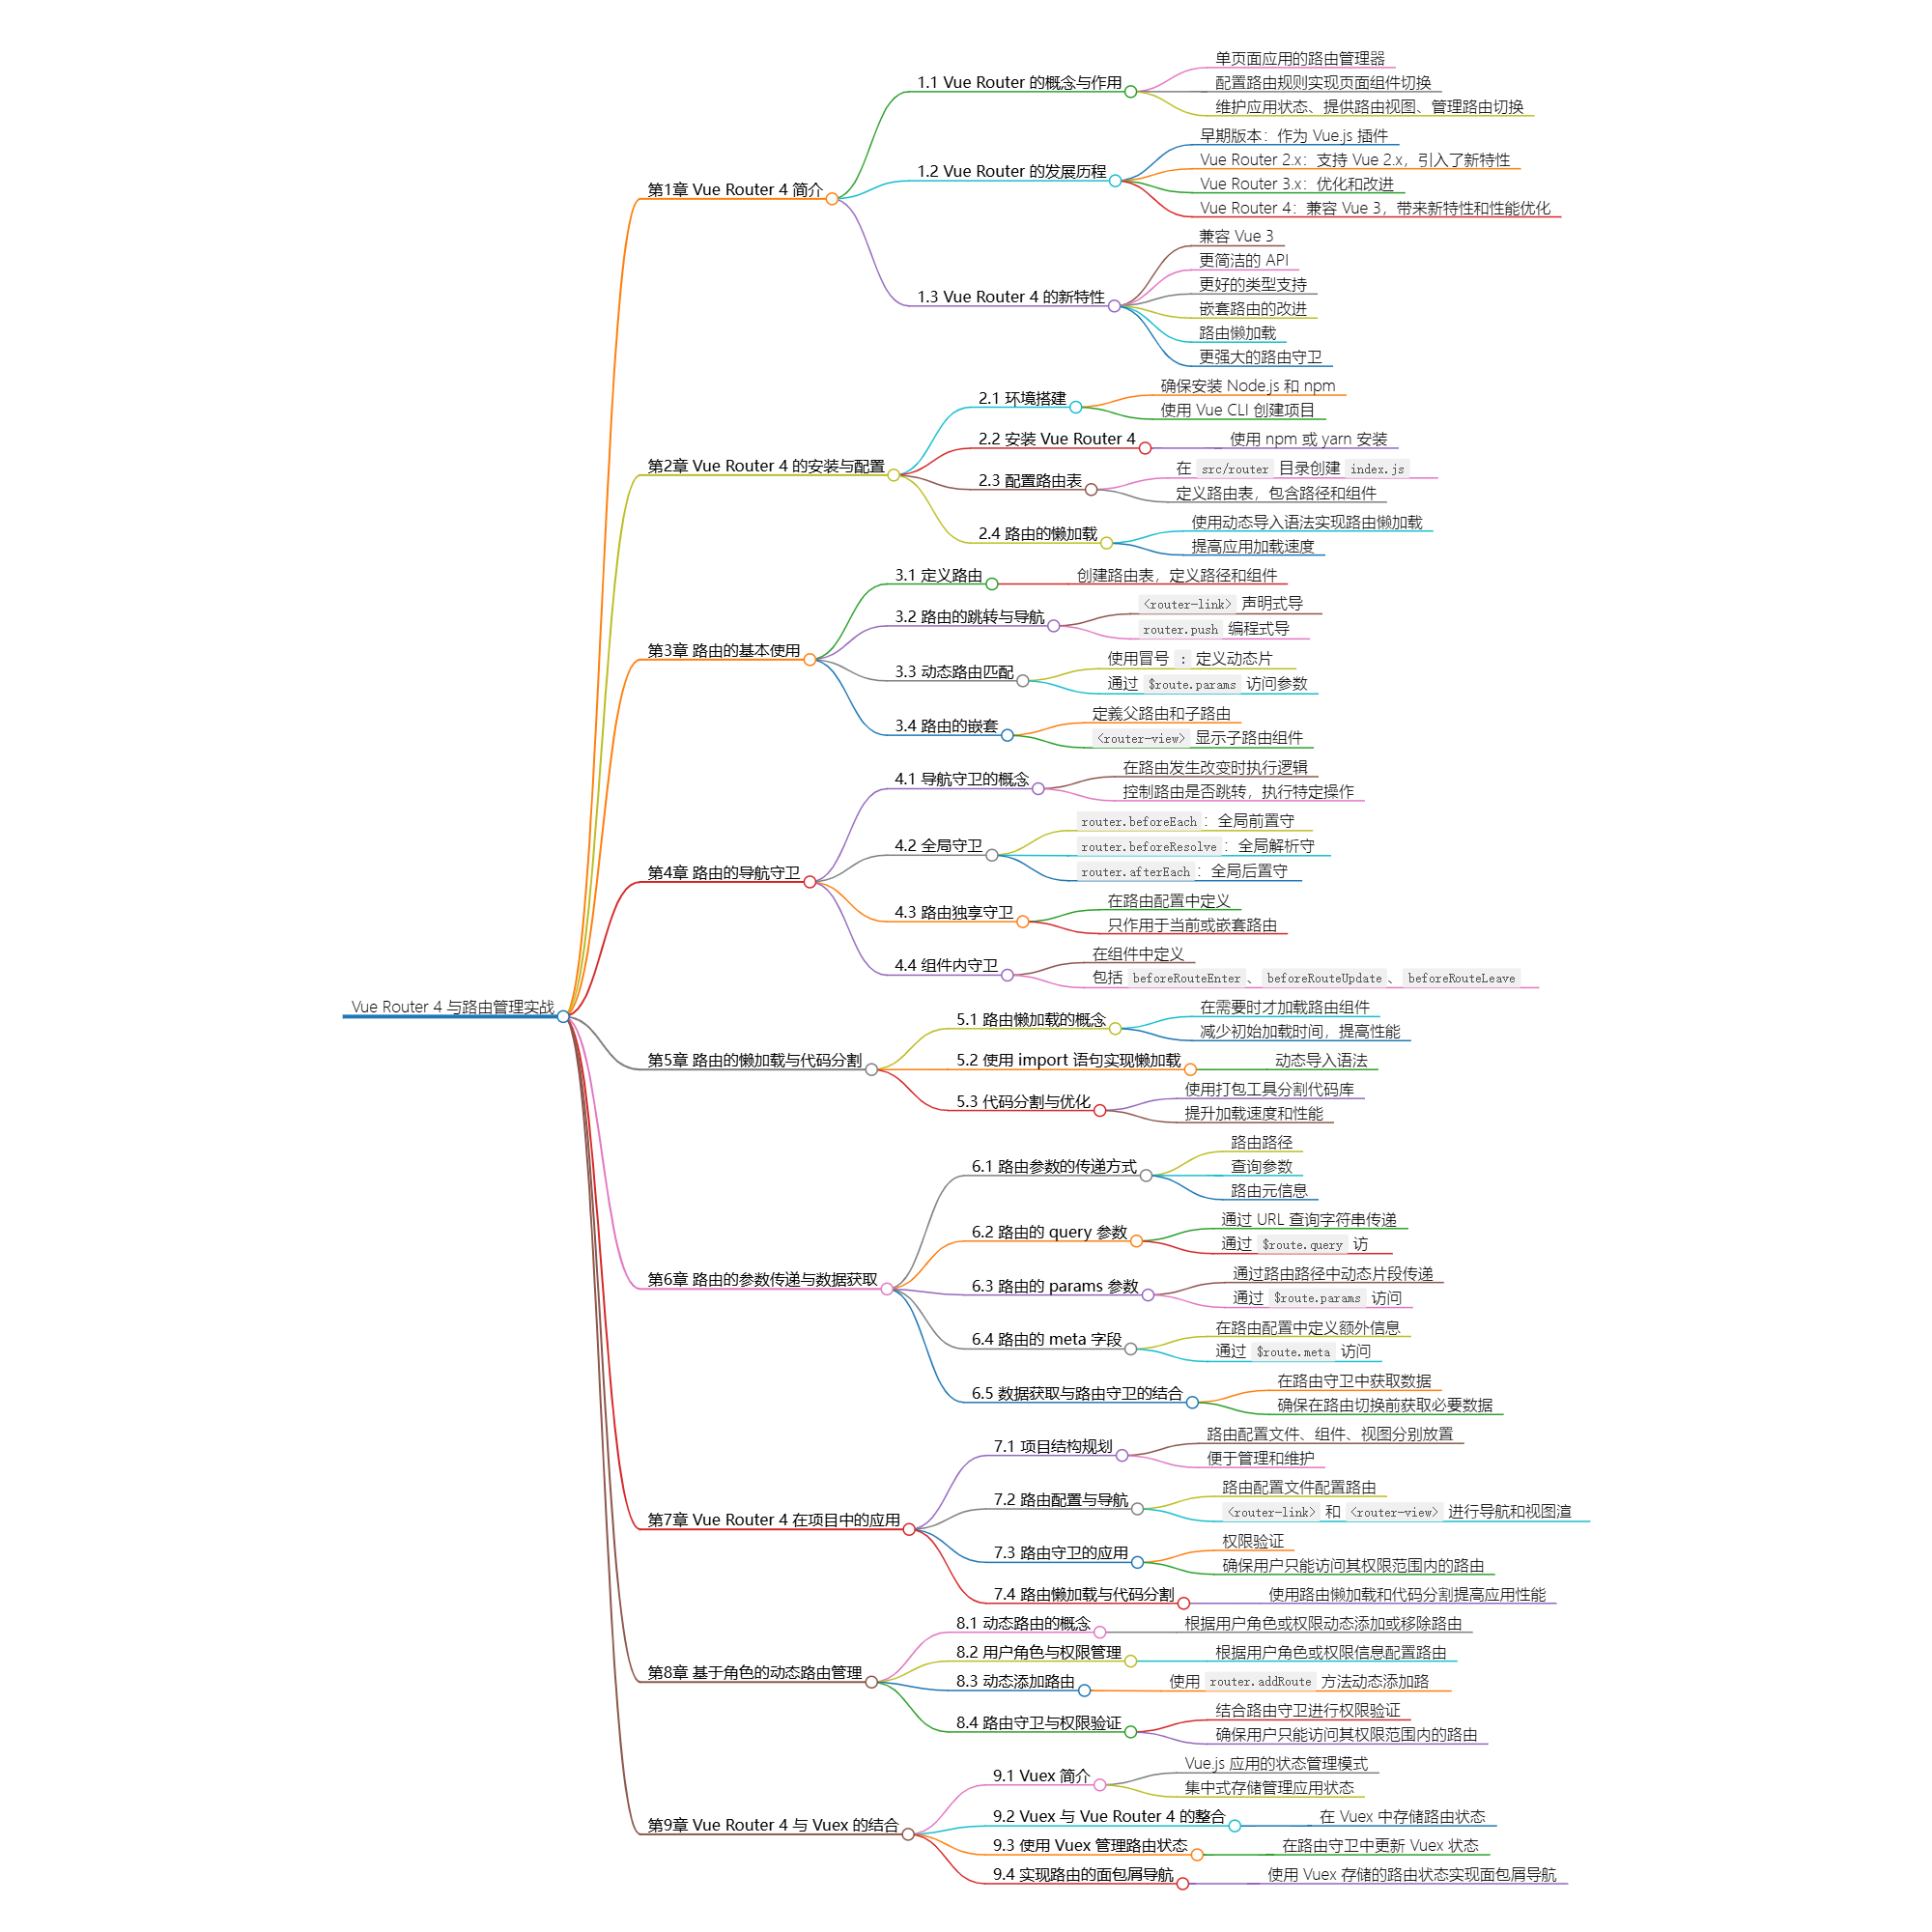 Vue Router 4 与路由管理实战
第1章 Vue Router 4 简介
1.1 Vue Router 的概念与作用
单页面应用的路由管理器
配置路由规则实现页面组件切换
维护应用状态、提供路由视图、管理路由切换
1.2 Vue Router 的发展历程
早期版本：作为 Vue.js 插件
Vue Router 2.x：支持 Vue 2.x，引入了新特性
Vue Router 3.x：优化和改进
Vue Router 4：兼容 Vue 3，带来新特性和性能优化
1.3 Vue Router 4 的新特性
兼容 Vue 3
更简洁的 API
更好的类型支持
嵌套路由的改进
路由懒加载
更强大的路由守卫
第2章 Vue Router 4 的安装与配置
2.1 环境搭建
确保安装 Node.js 和 npm
使用 Vue CLI 创建项目
2.2 安装 Vue Router 4
使用 npm 或 yarn 安装
2.3 配置路由表
在 src/router 目录创建 index.js
定义路由表，包含路径和组件
2.4 路由的懒加载
使用动态导入语法实现路由懒加载
提高应用加载速度
第3章 路由的基本使用
3.1 定义路由
创建路由表，定义路径和组件
3.2 路由的跳转与导航
<router-link> 声明式导
router.push 编程式导
3.3 动态路由匹配
使用冒号 : 定义动态片
通过 $route.params 访问参数
3.4 路由的嵌套
定義父路由和子路由
<router-view> 显示子路由组件
第4章 路由的导航守卫
4.1 导航守卫的概念
在路由发生改变时执行逻辑
控制路由是否跳转，执行特定操作
4.2 全局守卫
router.beforeEach：全局前置守
router.beforeResolve：全局解析守
router.afterEach：全局后置守
4.3 路由独享守卫
在路由配置中定义
只作用于当前或嵌套路由
4.4 组件内守卫
在组件中定义
包括 beforeRouteEnter、beforeRouteUpdate、beforeRouteLeave
第5章 路由的懒加载与代码分割
5.1 路由懒加载的概念
在需要时才加载路由组件
减少初始加载时间，提高性能
5.2 使用 import 语句实现懒加载
动态导入语法
5.3 代码分割与优化
使用打包工具分割代码库
提升加载速度和性能
第6章 路由的参数传递与数据获取
6.1 路由参数的传递方式
路由路径
查询参数
路由元信息
6.2 路由的 query 参数
通过 URL 查询字符串传递
通过 $route.query 访
6.3 路由的 params 参数
通过路由路径中动态片段传递
通过 $route.params 访问
6.4 路由的 meta 字段
在路由配置中定义额外信息
通过 $route.meta 访问
6.5 数据获取与路由守卫的结合
在路由守卫中获取数据
确保在路由切换前获取必要数据
第7章 Vue Router 4 在项目中的应用
7.1 项目结构规划
路由配置文件、组件、视图分别放置
便于管理和维护
7.2 路由配置与导航
路由配置文件配置路由
<router-link> 和 <router-view> 进行导航和视图渲
7.3 路由守卫的应用
权限验证
确保用户只能访问其权限范围内的路由
7.4 路由懒加载与代码分割
使用路由懒加载和代码分割提高应用性能
第8章 基于角色的动态路由管理
8.1 动态路由的概念
根据用户角色或权限动态添加或移除路由
8.2 用户角色与权限管理
根据用户角色或权限信息配置路由
8.3 动态添加路由
使用 router.addRoute 方法动态添加路
8.4 路由守卫与权限验证
结合路由守卫进行权限验证
确保用户只能访问其权限范围内的路由
第9章 Vue Router 4 与 Vuex 的结合
9.1 Vuex 简介
Vue.js 应用的状态管理模式
集中式存储管理应用状态
9.2 Vuex 与 Vue Router 4 的整合
在 Vuex 中存储路由状态
9.3 使用 Vuex 管理路由状态
在路由守卫中更新 Vuex 状态
9.4 实现路由的面包屑导航
使用 Vuex 存储的路由状态实现面包屑导航